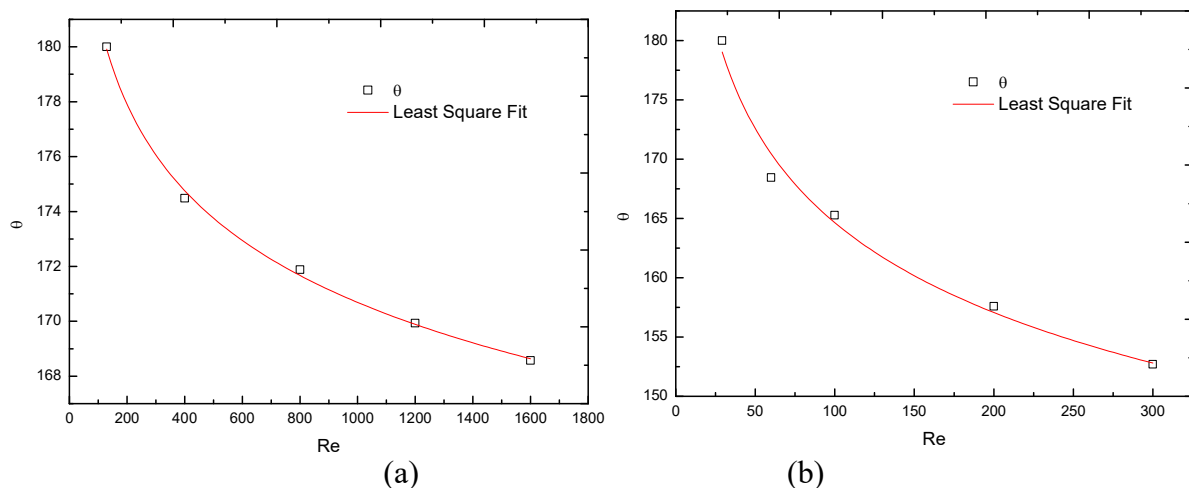 180
178
176
174
172
170
168
θ
0 200 400 600 800 1000 1200 1400 1600 1800
Re
θ
Least Square Fit
(a)
180
175
170
165
160
155
150
θ
0 50 100 150 200 250 300
Re
θ
Least Square Fit
(b)